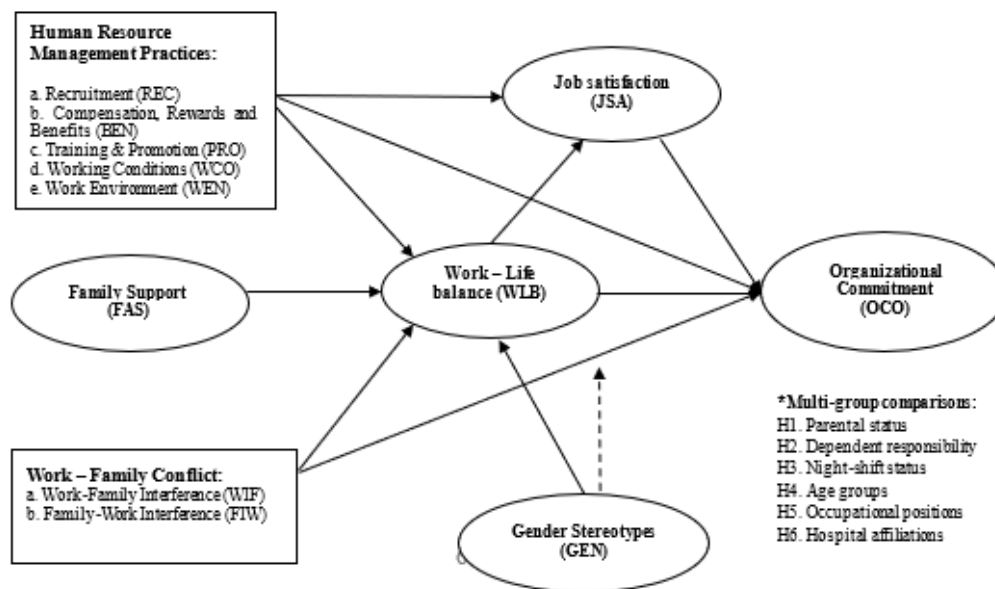 Human Resource
Management Practices:
a. Recruitment (REC)
b. Compensation, Rewards and
Benefits (BEN)
c. Training & Promotion (PRO)
d. Working Conditions (WCO)
e. Work Environment (WEN)
Job satisfaction
(JSA)
Family Support
(FAS)
Work – Life
balance (WLB)
Organizational
Commitment
(OCO)
Work – Family Conflict:
a. Work-Family Interference (WIF)
b. Family-Work Interference (FIW)
Gender Stereotypes
(GEN)
*Multi-group comparisons:
H1. Parental status
H2. Dependent responsibility
H3. Night-shift status
H4. Age groups
H5. Occupational positions
H6. Hospital affiliations